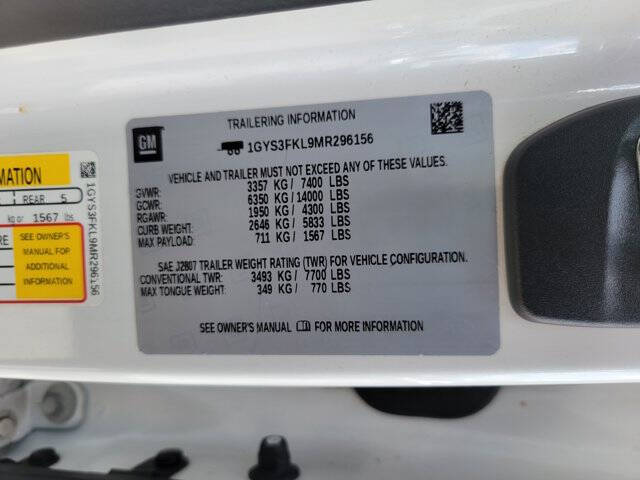 TRAILERING INFORMATION
GM
1GYS3FKL9MR296156
VEHICLE AND TRAILER MUST NOT EXCEED ANY OF THESE VALUES.
GVWR: 3357 KG / 7400 LBS
GCWR: 6350 KG / 14000 LBS
RGAWR: 1950 KG / 4300 LBS
CURB WEIGHT: 2646 KG / 5833 LBS
MAX PAYLOAD: 711 KG / 1567 LBS
SAE J2807 TRAILER WEIGHT RATING (TWR) FOR VEHICLE CONFIGURATION.
CONVENTIONAL TWR: 3493 KG / 7700 LBS
MAX TONGUE WEIGHT: 349 KG / 770 LBS
SEE OWNER'S MANUAL FOR MORE INFORMATION
REAR 5
kg or 1567 lbs
SEE OWNER'S
MANUAL FOR
ADDITIONAL
INFORMATION
1GYS3FKL9MR296156